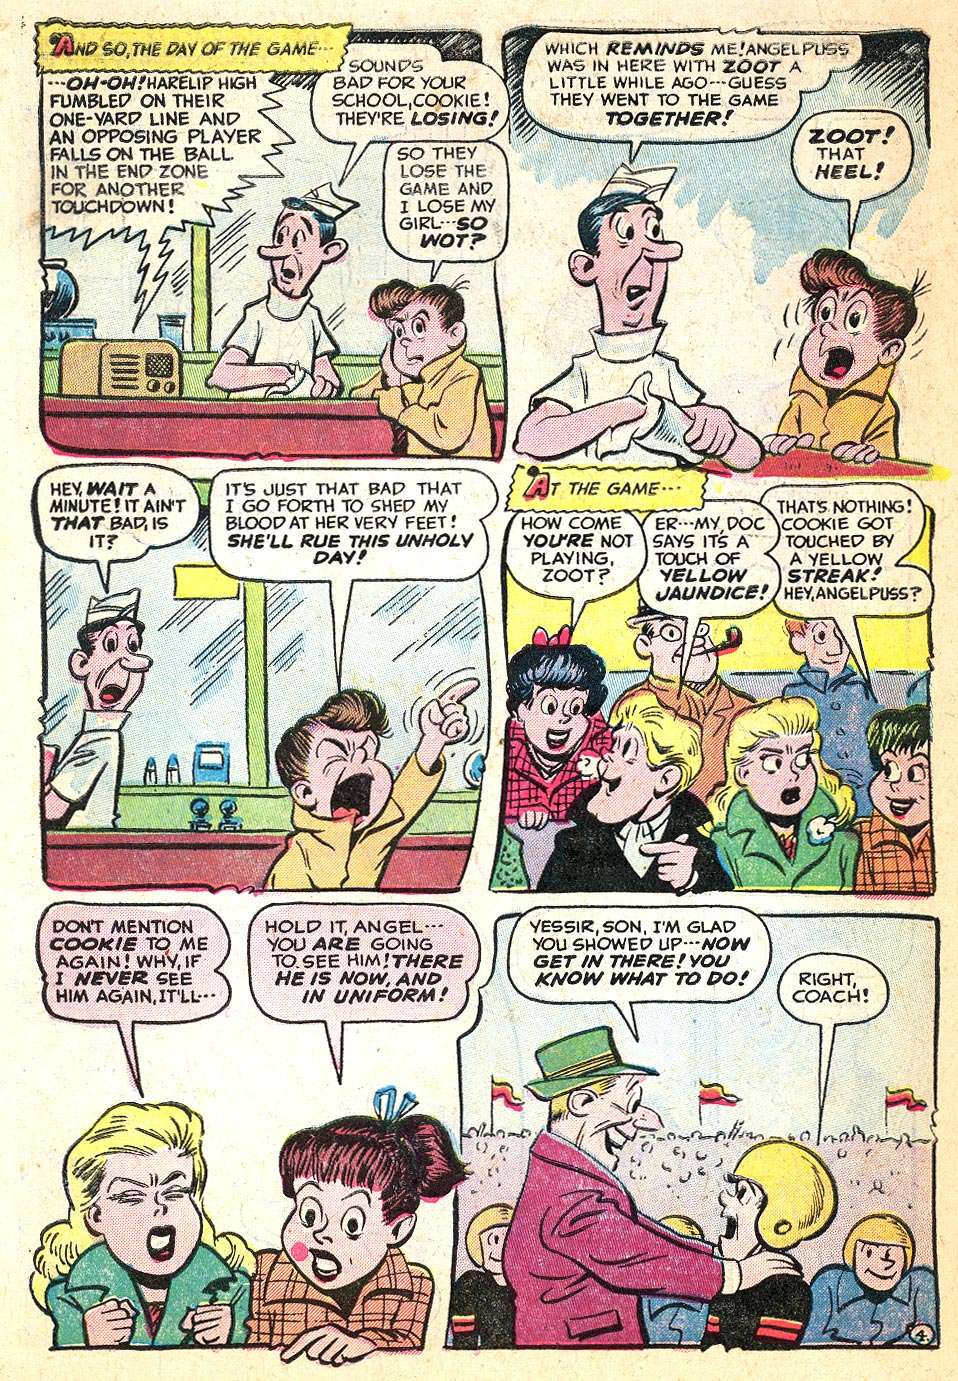 AND SO, THE DAY OF THE GAME---
---OH-OH! HARELIP HIGH
FUMBLED ON THEIR
ONE-YARD LINE AND
AN OPPOSING PLAYER
FALLS ON THE BALL
IN THE END ZONE
FOR ANOTHER
TOUCHDOWN!
SOUNDS
BAD FOR YOUR
SCHOOL, COOKIE!
THEY'RE LOSING!
SO THEY
LOSE THE
GAME AND
I LOSE MY
GIRL---SO
WOT?
WHICH REMINDS ME! ANGELPUSS
WAS IN HERE WITH ZOOT A
LITTLE WHILE AGO---GUESS
THEY WENT TO THE GAME
TOGETHER!
ZOOT!
THAT
HEEL!
HEY, WAIT A
MINUTE! IT AIN'T
THAT BAD, IS
IT?
IT'S JUST THAT BAD THAT
I GO FORTH TO SHED MY
BLOOD AT HER VERY FEET!
SHE'LL RUE THIS UNHOLY
DAY!
AT THE GAME---
HOW COME
YOU'RE NOT
PLAYING,
ZOOT?
ER---MY DOC
SAYS IT'S A
TOUCH OF
YELLOW
JAUNDICE!
THAT'S NOTHING!
COOKIE GOT
TOUCHED BY
A YELLOW
STREAK!
HEY, ANGELPUSS?
DON'T MENTION
COOKIE TO ME
AGAIN! WHY, IF
I NEVER SEE
HIM AGAIN, IT'LL---
HOLD IT, ANGEL---
YOU ARE GOING
TO SEE HIM! THERE
HE IS NOW, AND
IN UNIFORM!
YESSIR, SON, I'M GLAD
YOU SHOWED UP---NOW
GET IN THERE! YOU
KNOW WHAT TO DO!
RIGHT,
COACH!
4.